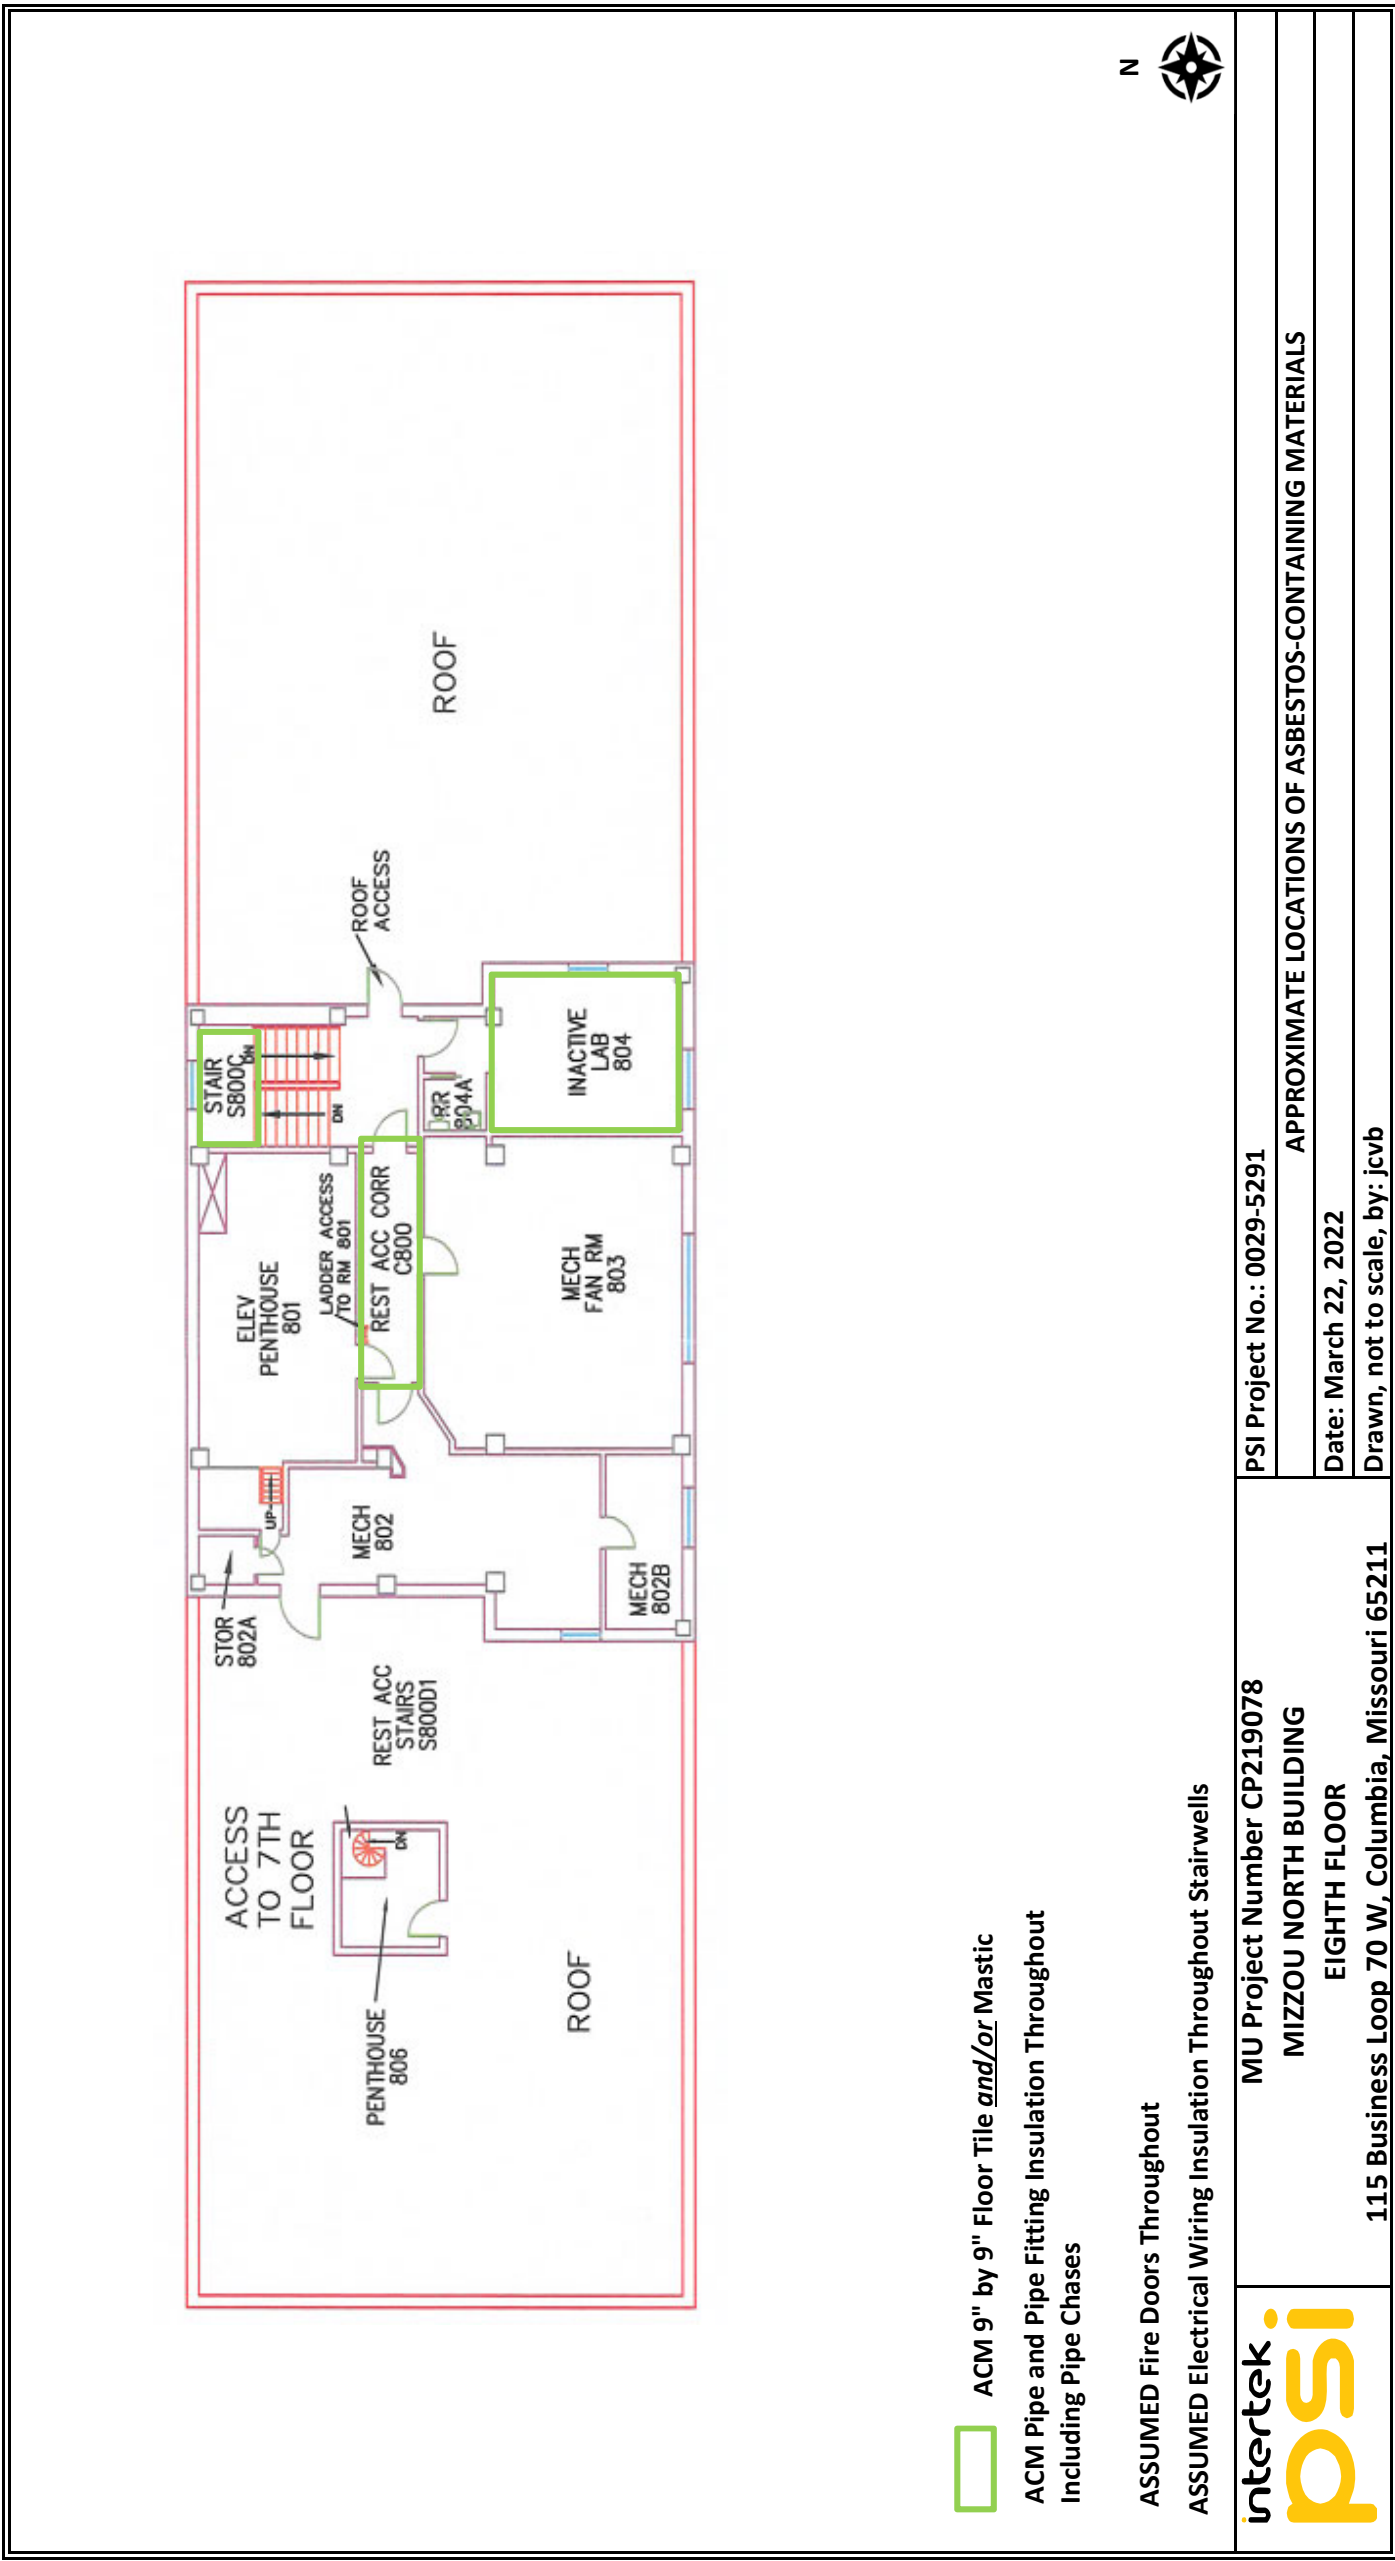 N
ROOF
ROOF
ACCESS
STAIR
S800C
DN
DN
RR
804A
INACTIVE
LAB
804
ELEV
PENTHOUSE
801
LADDER ACCESS
TO RM 801
REST ACC CORR
C800
MECH
FAN RM
803
UP
MECH
802
MECH
802B
STOR
802A
REST ACC
STAIRS
S800D1
ACCESS
TO 7TH
FLOOR
DN
PENTHOUSE
806
ROOF
ACM 9" by 9" Floor Tile and/or Mastic
ACM Pipe and Pipe Fitting Insulation Throughout
Including Pipe Chases
ASSUMED Fire Doors Throughout
ASSUMED Electrical Wiring Insulation Throughout Stairwells
intertek
psi
MU Project Number CP219078
MIZZOU NORTH BUILDING
EIGHTH FLOOR
115 Business Loop 70 W, Columbia, Missouri 65211
PSI Project No.: 0029-5291
APPROXIMATE LOCATIONS OF ASBESTOS-CONTAINING MATERIALS
Date: March 22, 2022
Drawn, not to scale, by: jcvb